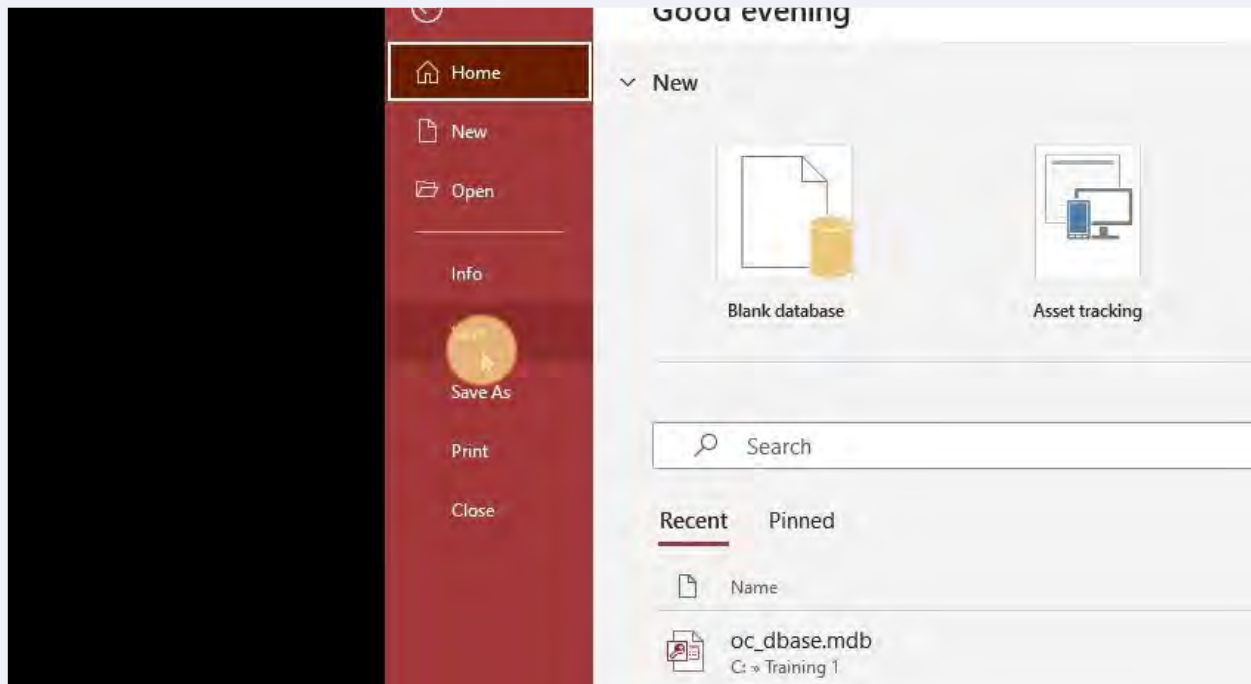 Good evening
Home
New
New
Open
Info
Blank database
Asset tracking
Save As
Print
Search
Close
Recent Pinned
Name
oc_dbase.mdb
C: » Training 1